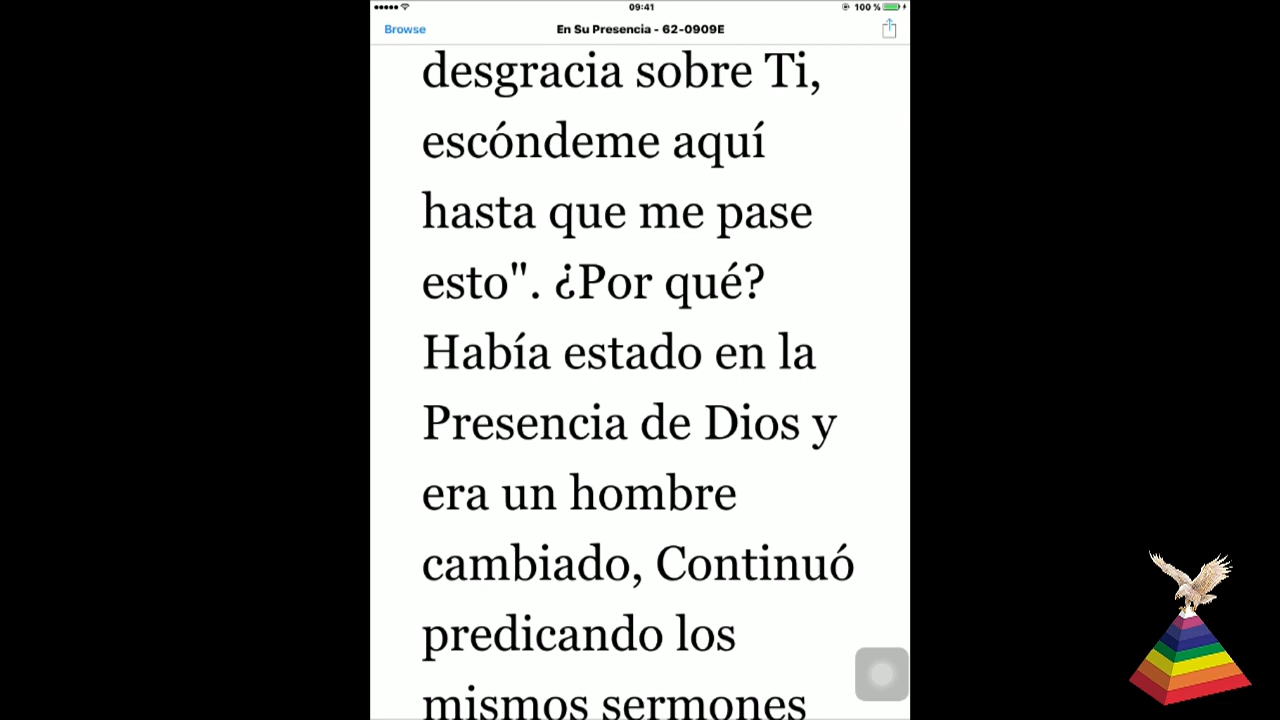 09:41
100 %
Browse
En Su Presencia - 62-0909E
desgracia sobre Ti,
escóndeme aquí
hasta que me pase
esto". ¿Por qué?
Había estado en la
Presencia de Dios y
era un hombre
cambiado, Continuó
predicando los
mismos sermones